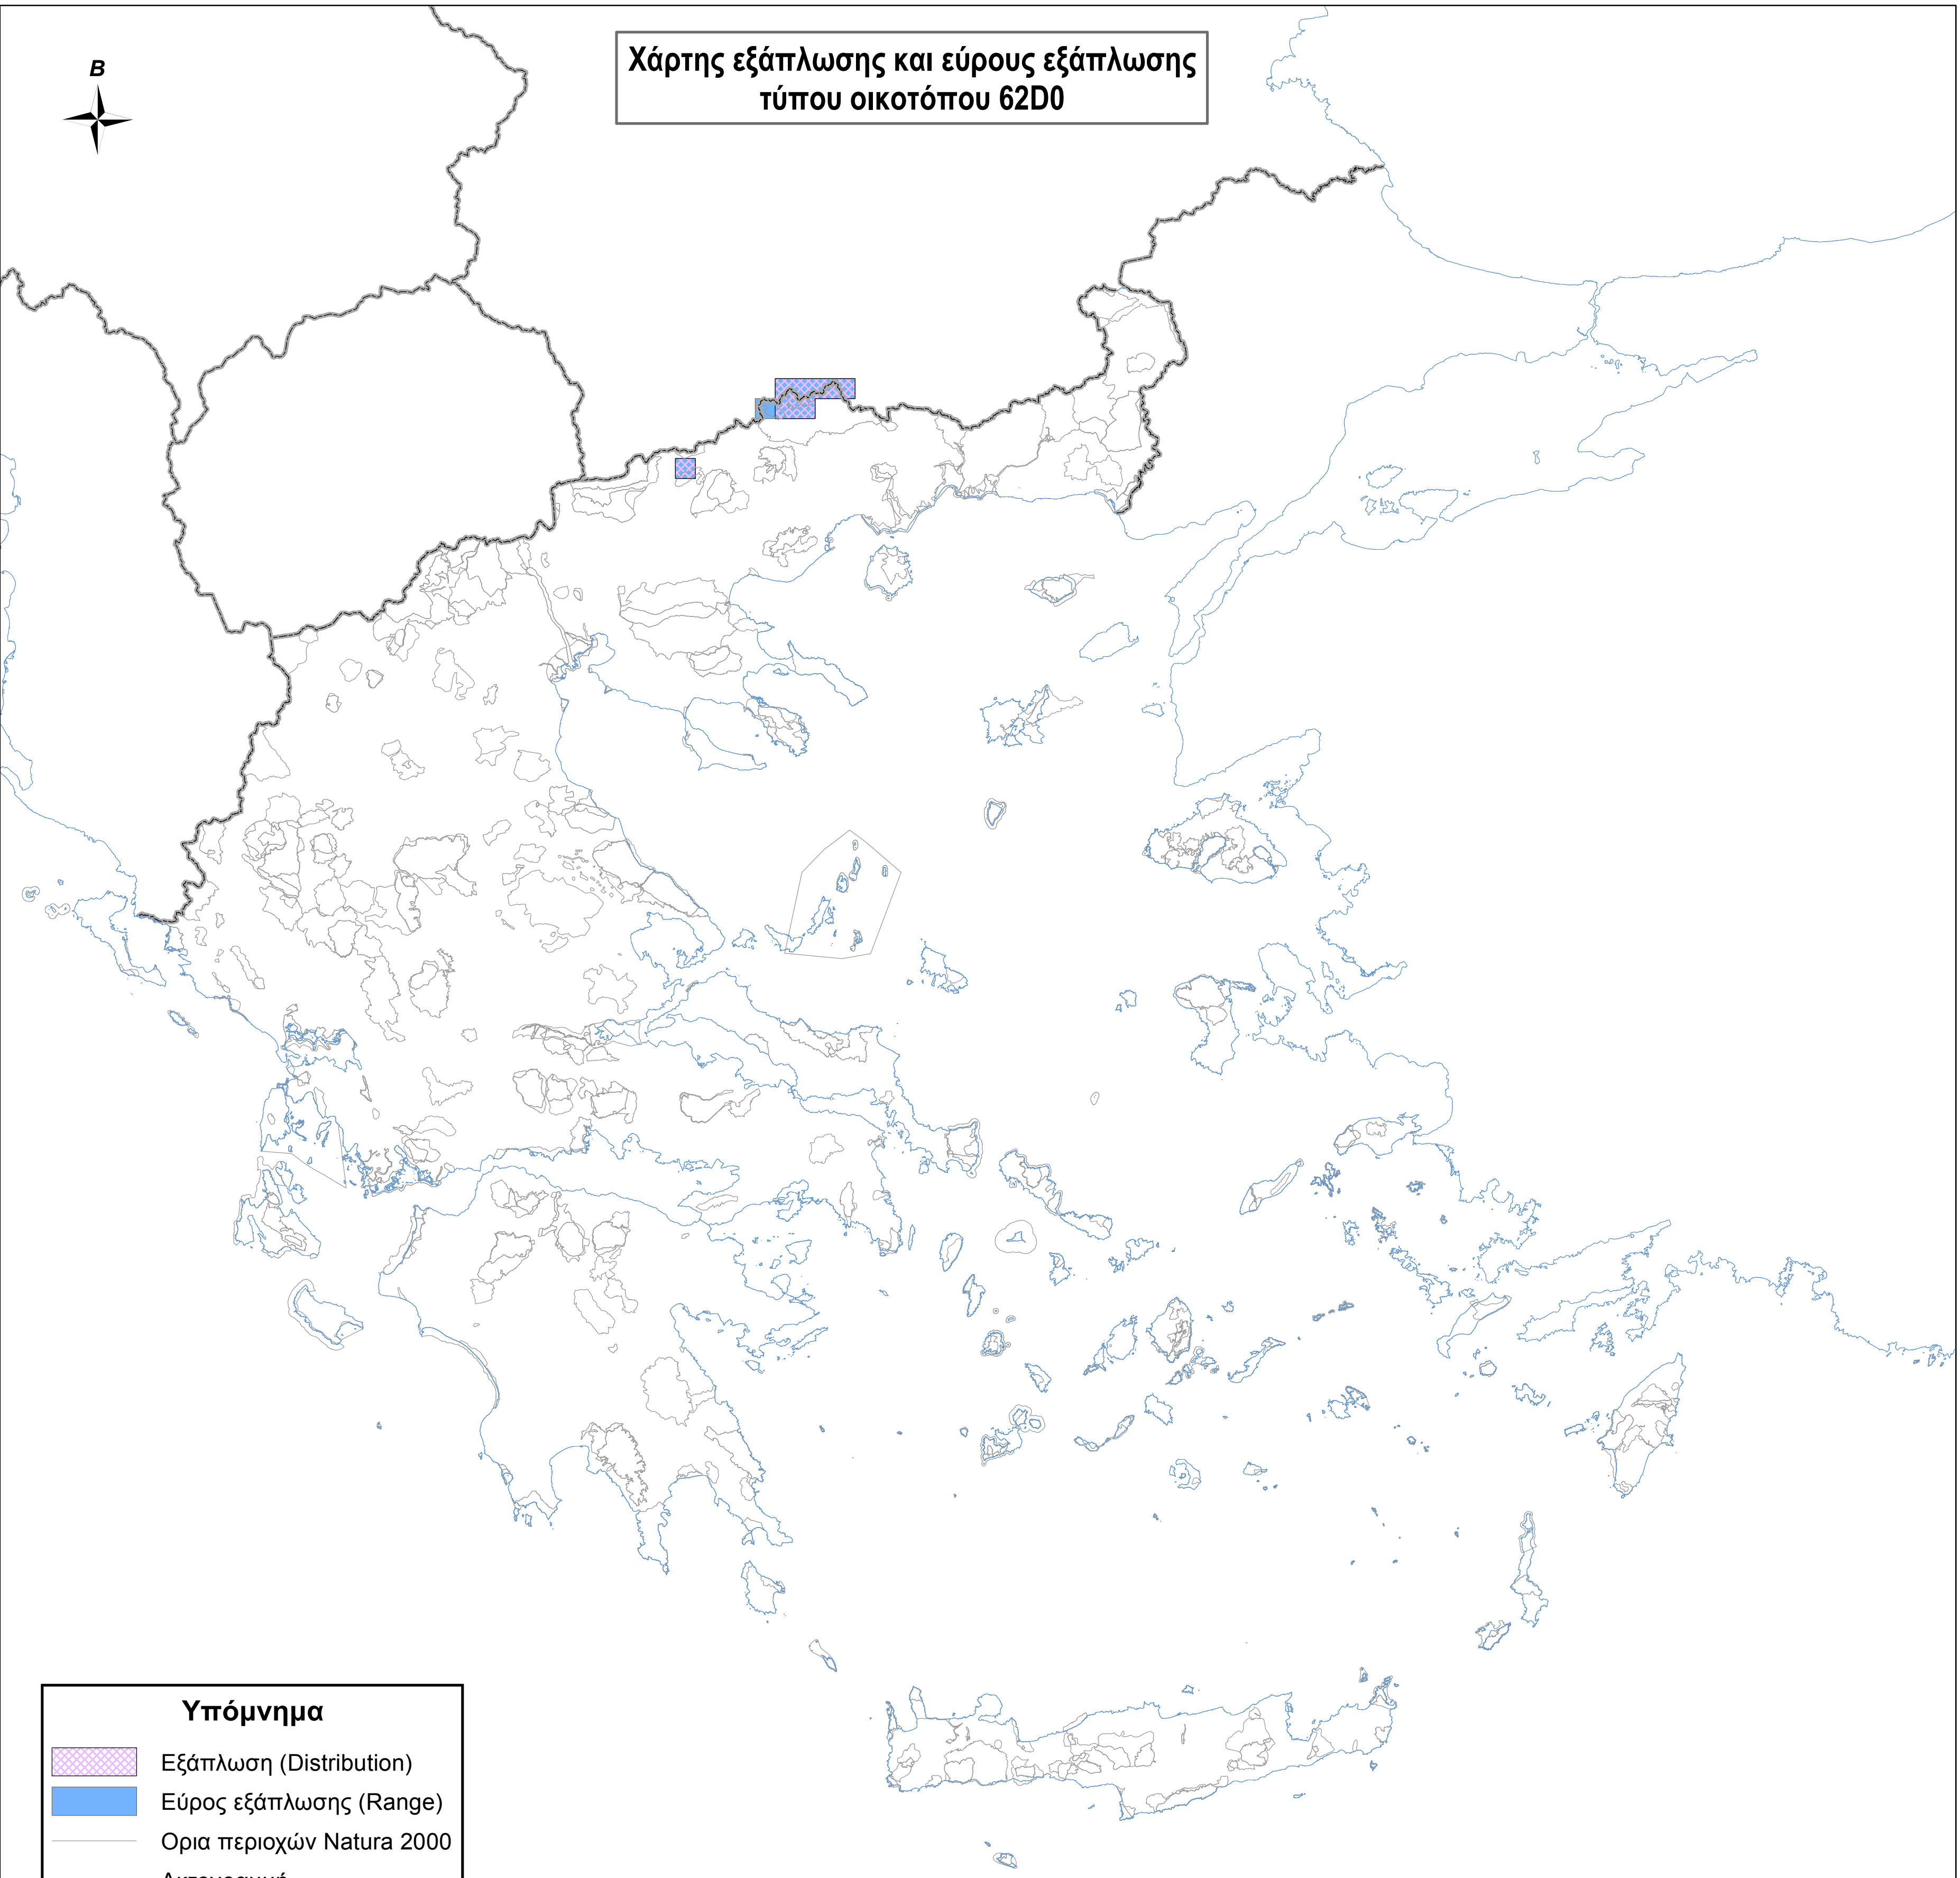 Χάρτης εξάπλωσης και εύρους εξάπλωσης
τύπου οικοτόπου 62D0
Β
Υπόμνημα
Εξάπλωση (Distribution)
Εύρος εξάπλωσης (Range)
Ορια περιοχών Natura 2000